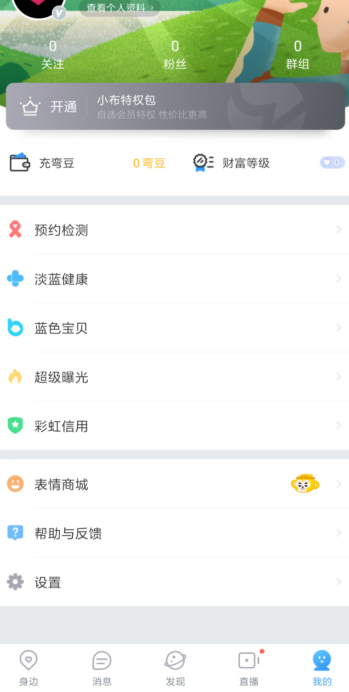 查看个人资料 >
0
0
0
关注
粉丝
群组
开通
小布特权包
自选会员特权 性价比更高
充弯豆
0弯豆
财富等级
0
预约检测
淡蓝健康
蓝色宝贝
超级曝光
彩虹信用
表情商城
帮助与反馈
设置
身边
消息
发现
直播
我的